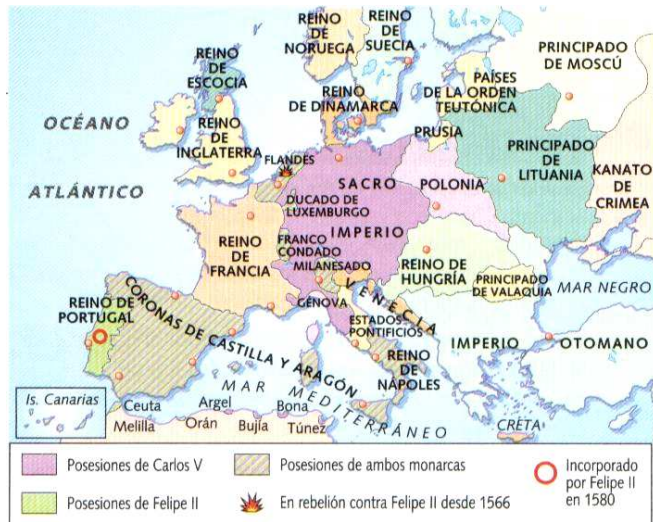 REINO
DE
NORUEGA
REINO
DE
SUECIA
PRINCIPADO
DE MOSCÚ
REINO
DE
ESCOCIA
PAÍSES
DE LA ORDEN
TEUTÓNICA
REINO
DE DINAMARCA
OCÉANO
ATLÁNTICO
REINO
DE
INGLATERRA
PRUSIA
PRINCIPADO
DE
LITUANIA
FLANDES
KANATO
DE
CRIMEA
SACRO
IMPERIO
POLONIA
DUCADO DE
LUXEMBURGO
REINO
DE
FRANCIA
FRANCO
CONDADO
MILANESADO
REINO DE
HUNGRÍA
PRINCIPADO
DE VALAQUIA
MAR NEGRO
VENECIA
GÉNOVA
REINO DE
PORTUGAL
CORONAS DE CASTILLA Y ARAGÓN
ESTADOS
PONTIFICIOS
IMPERIO OTOMANO
REINO
DE
NÁPOLES
MAR MEDITERRÁNEO
Is. Canarias
Ceuta
Argel
Bona
Melilla
Orán
Bujía
Túnez
CRETA
Posesiones de Carlos V
Posesiones de ambos monarcas
Incorporado
por Felipe II
en 1580
Posesiones de Felipe II
En rebelión contra Felipe II desde 1566